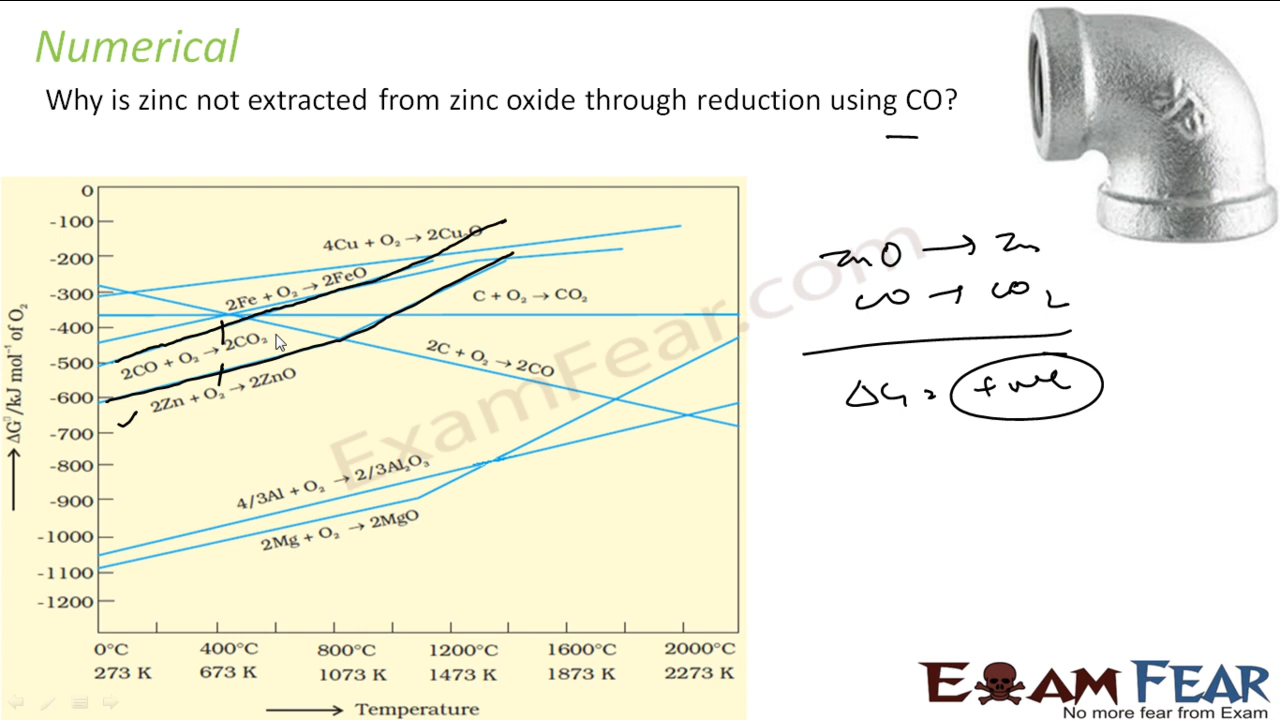 Numerical
Why is zinc not extracted from zinc oxide through reduction using CO?
0
-100
-200
-300
-400
-500
-600
-700
-800
-900
-1000
-1100
-1200
ΔG⊖/kJ mol⁻¹ of O₂
4Cu + O₂ → 2Cu₂O
2Fe + O₂ → 2FeO
C + O₂ → CO₂
2CO + O₂ → 2CO₂
2C + O₂ → 2CO
2Zn + O₂ → 2ZnO
4/3Al + O₂ → 2/3Al₂O₃
2Mg + O₂ → 2MgO
0°C 400°C 800°C 1200°C 1600°C 2000°C
273 K 673 K 1073 K 1473 K 1873 K 2273 K
Temperature
ZnO → Zn
CO → CO₂
ΔG = +ve
ExamFear.com
EXAM FEAR
No more fear from Exam